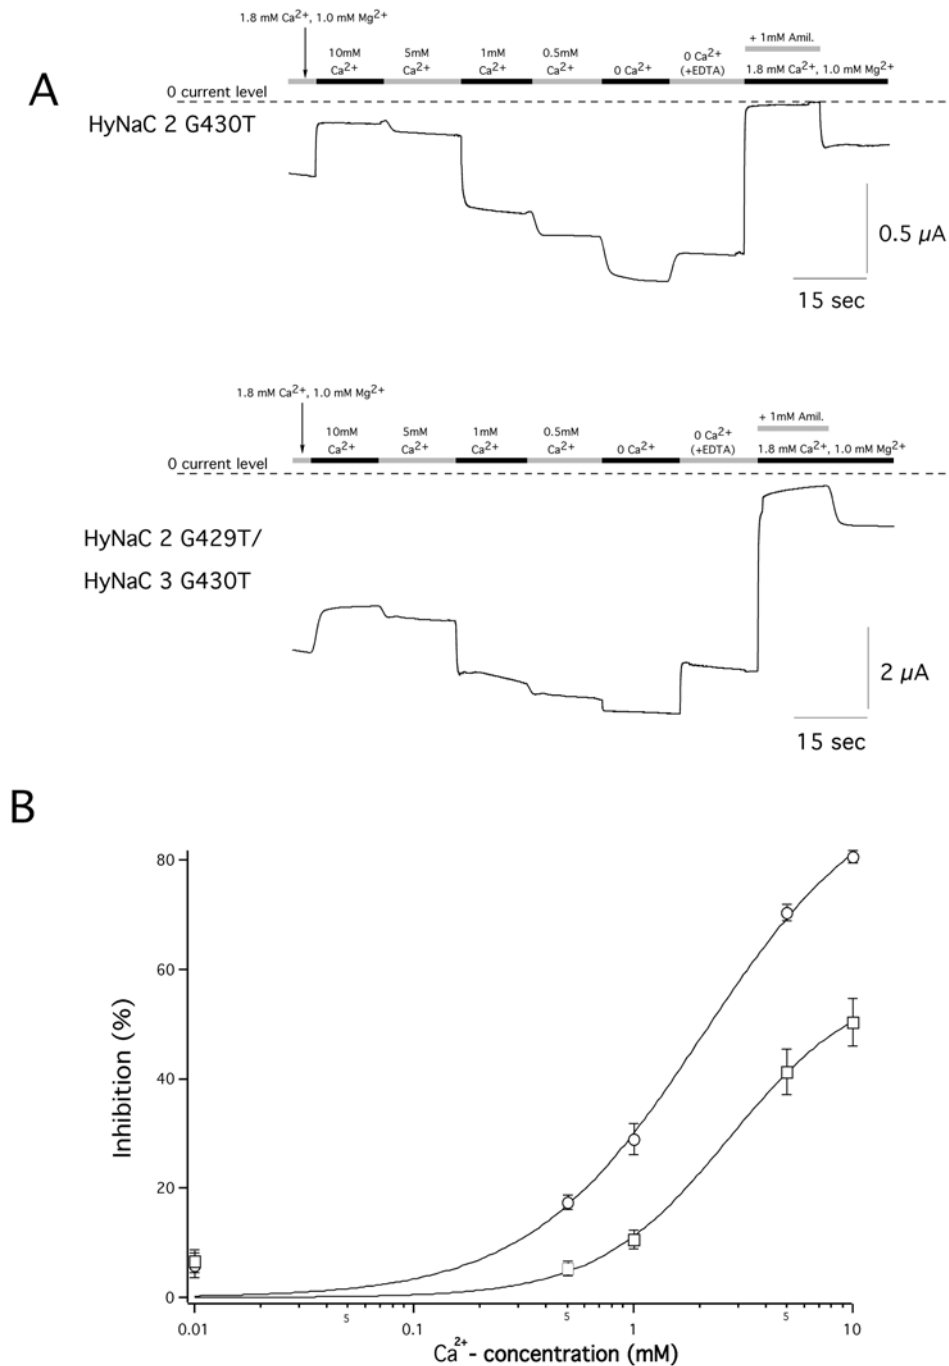 A
1.8 mM Ca2+, 1.0 mM Mg2+
+ 1mM Amil.
10mM Ca2+
5mM Ca2+
1mM Ca2+
0.5mM Ca2+
0 Ca2+
0 Ca2+ (+EDTA)
1.8 mM Ca2+, 1.0 mM Mg2+
0 current level
HyNaC 2 G430T
0.5 µA
15 sec
1.8 mM Ca2+, 1.0 mM Mg2+
+ 1mM Amil.
10mM Ca2+
5mM Ca2+
1mM Ca2+
0.5mM Ca2+
0 Ca2+
0 Ca2+ (+EDTA)
1.8 mM Ca2+, 1.0 mM Mg2+
0 current level
HyNaC 2 G429T/
HyNaC 3 G430T
2 µA
15 sec
B
Inhibition (%)
80
60
40
20
0
0.01
5
0.1
5
1
5
10
Ca2+- concentration (mM)